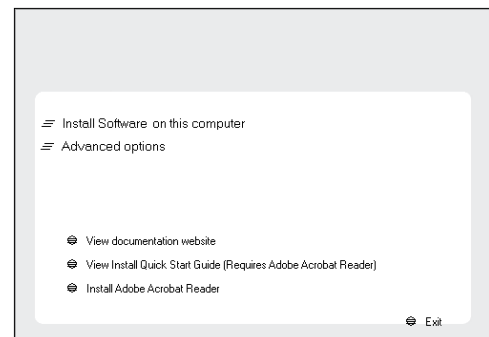 Install Software on this computer
Advanced options
View documentation website
View Install Quick Start Guide (Requires Adobe Acrobat Reader)
Install Adobe Acrobat Reader
Exit